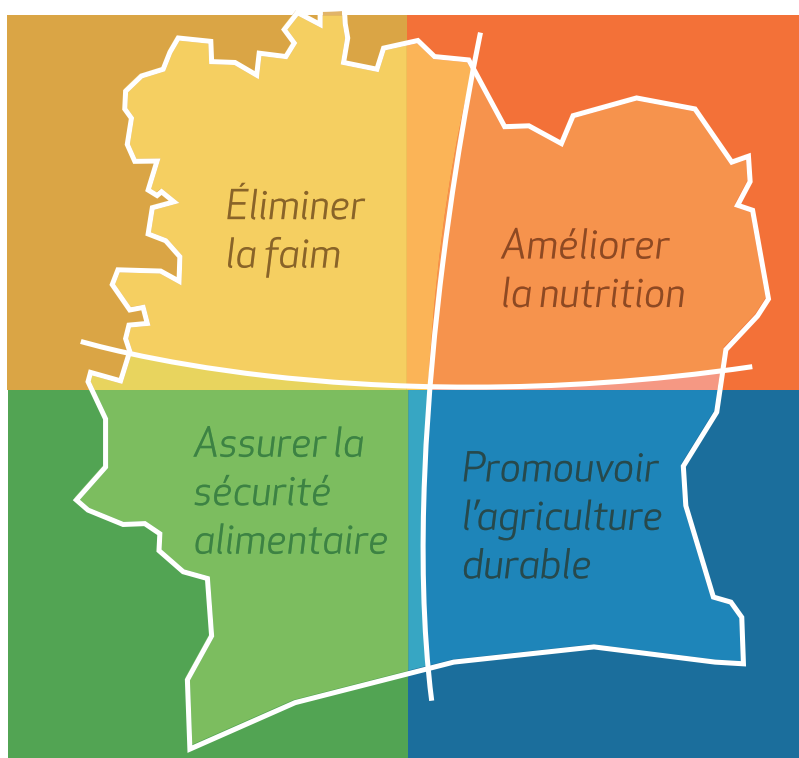 Éliminer
la faim
Améliorer
la nutrition
Assurer la
sécurité
alimentaire
Promouvoir
l’agriculture
durable